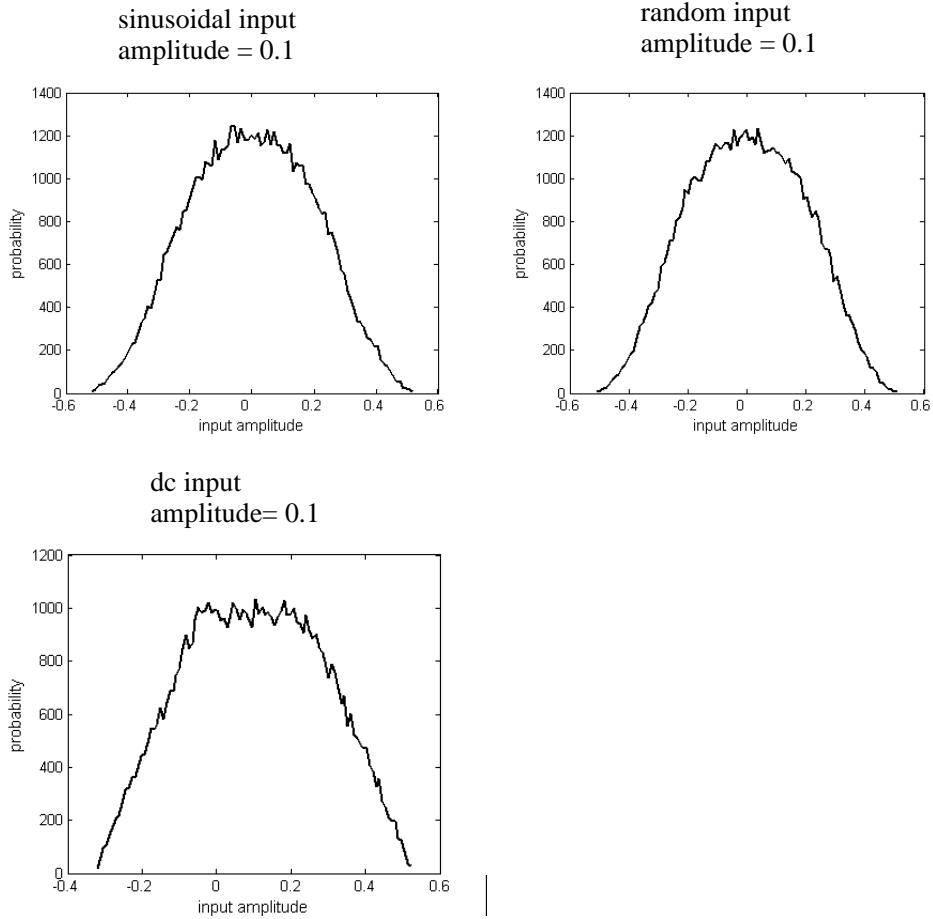 sinusoidal input
amplitude = 0.1
random input
amplitude = 0.1
1400
1200
1000
800
600
400
200
0
probability
-0.6 -0.4 -0.2 0 0.2 0.4 0.6
input amplitude
1400
1200
1000
800
600
400
200
0
probability
-0.6 -0.4 -0.2 0 0.2 0.4 0.6
input amplitude
dc input
amplitude= 0.1
1200
1000
800
600
400
200
0
probability
-0.4 -0.2 0 0.2 0.4 0.6
input amplitude